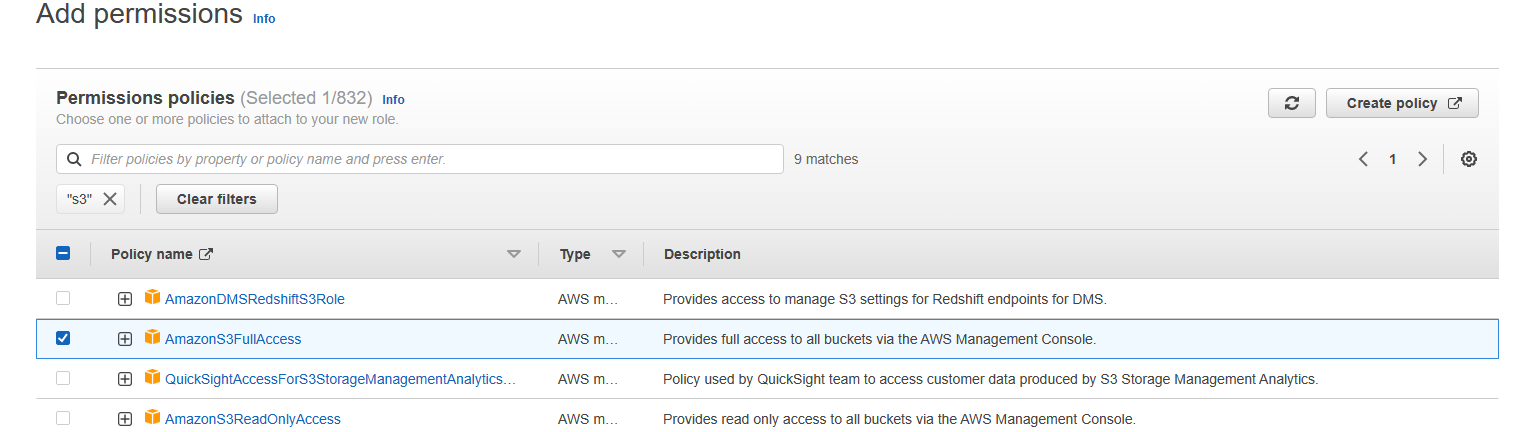 Add permissions Info
Permissions policies (Selected 1/832) Info
Choose one or more policies to attach to your new role.
Create policy
Filter policies by property or policy name and press enter.
9 matches
1
"s3"
Clear filters
Policy name
Type
Description
AmazonDMSRedshiftS3Role
AWS m…
Provides access to manage S3 settings for Redshift endpoints for DMS.
AmazonS3FullAccess
AWS m…
Provides full access to all buckets via the AWS Management Console.
QuickSightAccessForS3StorageManagementAnalytics…
AWS m…
Policy used by QuickSight team to access customer data produced by S3 Storage Management Analytics.
AmazonS3ReadOnlyAccess
AWS m…
Provides read only access to all buckets via the AWS Management Console.